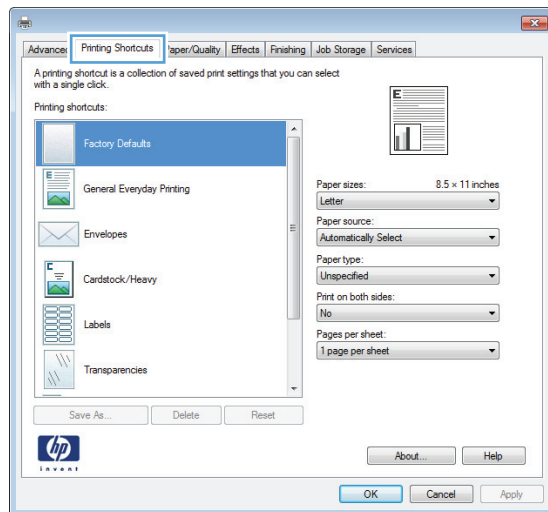 Advanced Printing Shortcuts Paper/Quality Effects Finishing Job Storage Services
A printing shortcut is a collection of saved print settings that you can select
with a single click.
Printing shortcuts:
Factory Defaults
General Everyday Printing
Envelopes
Cardstock/Heavy
Labels
Transparencies
E
Paper sizes: 8.5 × 11 inches
Letter
Paper source:
Automatically Select
Paper type:
Unspecified
Print on both sides:
No
Pages per sheet:
1 page per sheet
Save As... Delete Reset
hp
invent
About... Help
OK Cancel Apply